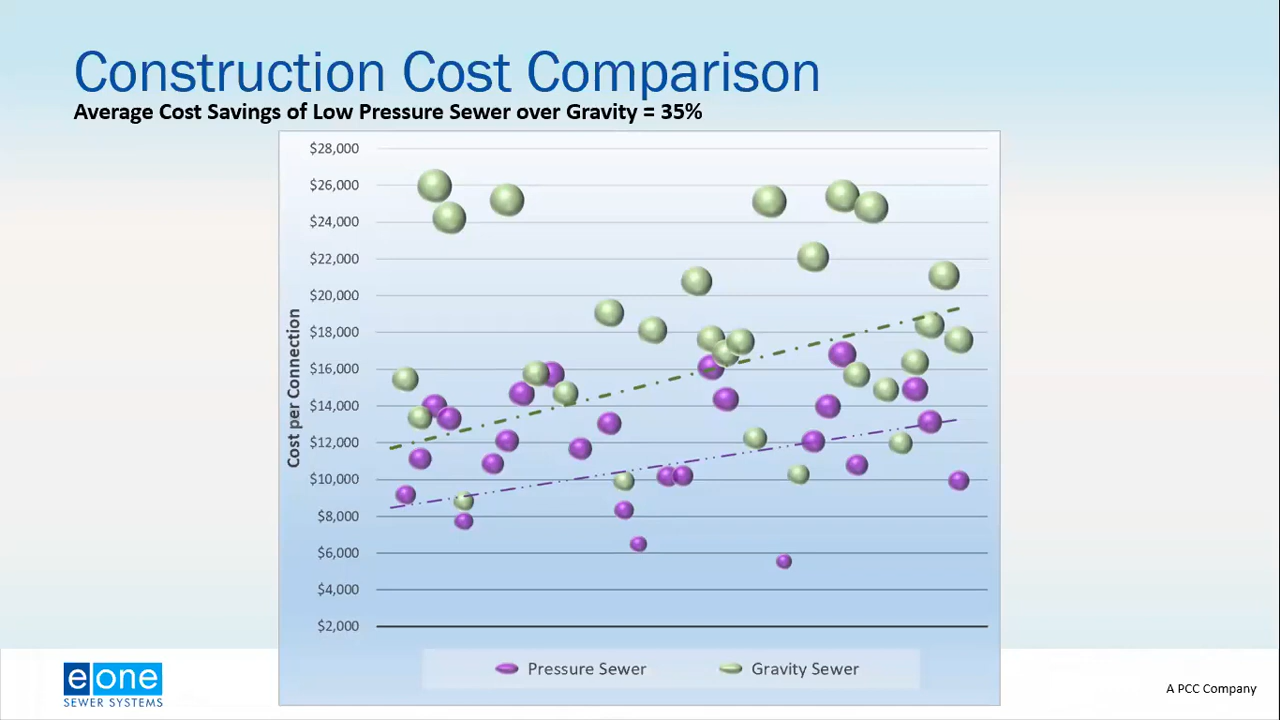 Construction Cost Comparison
Average Cost Savings of Low Pressure Sewer over Gravity = 35%
$28,000
$26,000
$24,000
$22,000
$20,000
$18,000
$16,000
$14,000
$12,000
$10,000
$8,000
$6,000
$4,000
$2,000
Cost per Connection
Pressure Sewer
Gravity Sewer
e|one
SEWER SYSTEMS
A PCC Company